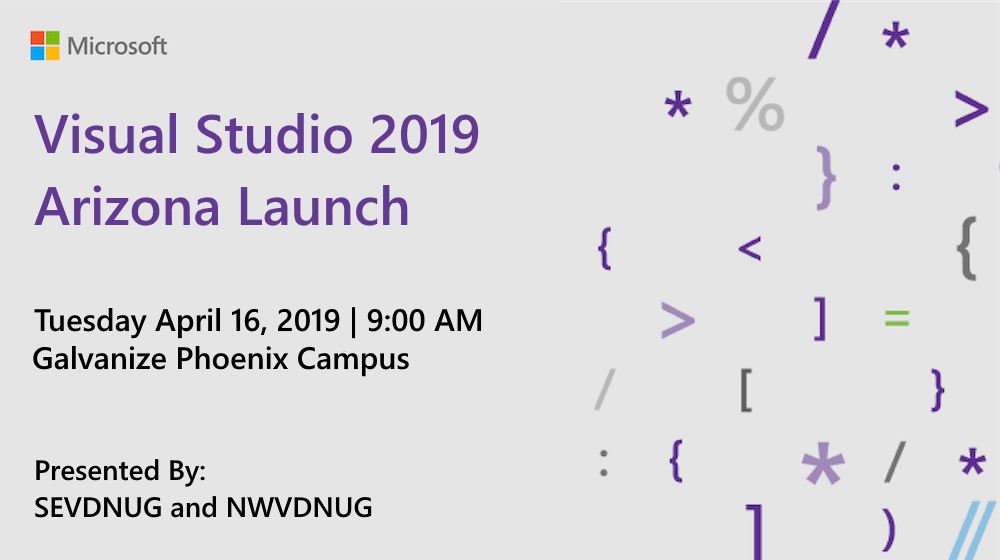 Microsoft
Visual Studio 2019
Arizona Launch
Tuesday April 16, 2019 | 9:00 AM
Galvanize Phoenix Campus
Presented By:
SEVDNUG and NWVDNUG
/ *
* % >
} :
{ < {
> ] =
/ [ }
: { * / *
] ) //